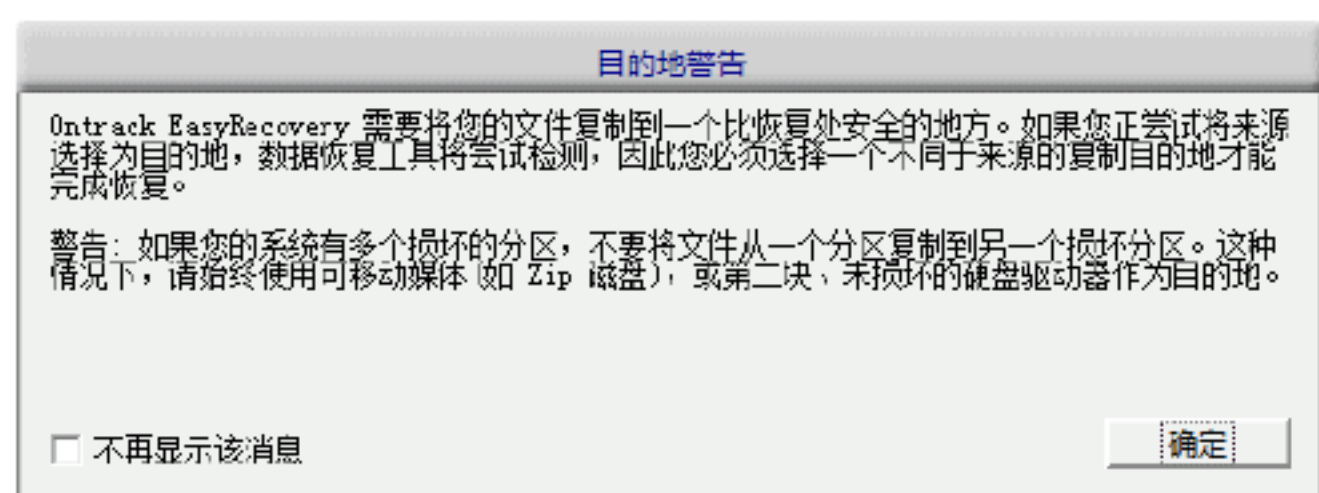 目的地警告
Ontrack EasyRecovery 需要将您的文件复制到一个比恢复处安全的地方。如果您正尝试将来源
选择为目的地，数据恢复工具将尝试检测，因此您必须选择一个不同于来源的复制目的地才能
完成恢复。
警告：如果您的系统有多个损坏的分区，不要将文件从一个分区复制到另一个损坏分区。这种
情况下，请始终使用可移动媒体（如 Zip 磁盘），或第二块、未损坏的硬盘驱动器作为目的地。
不再显示该消息
确定